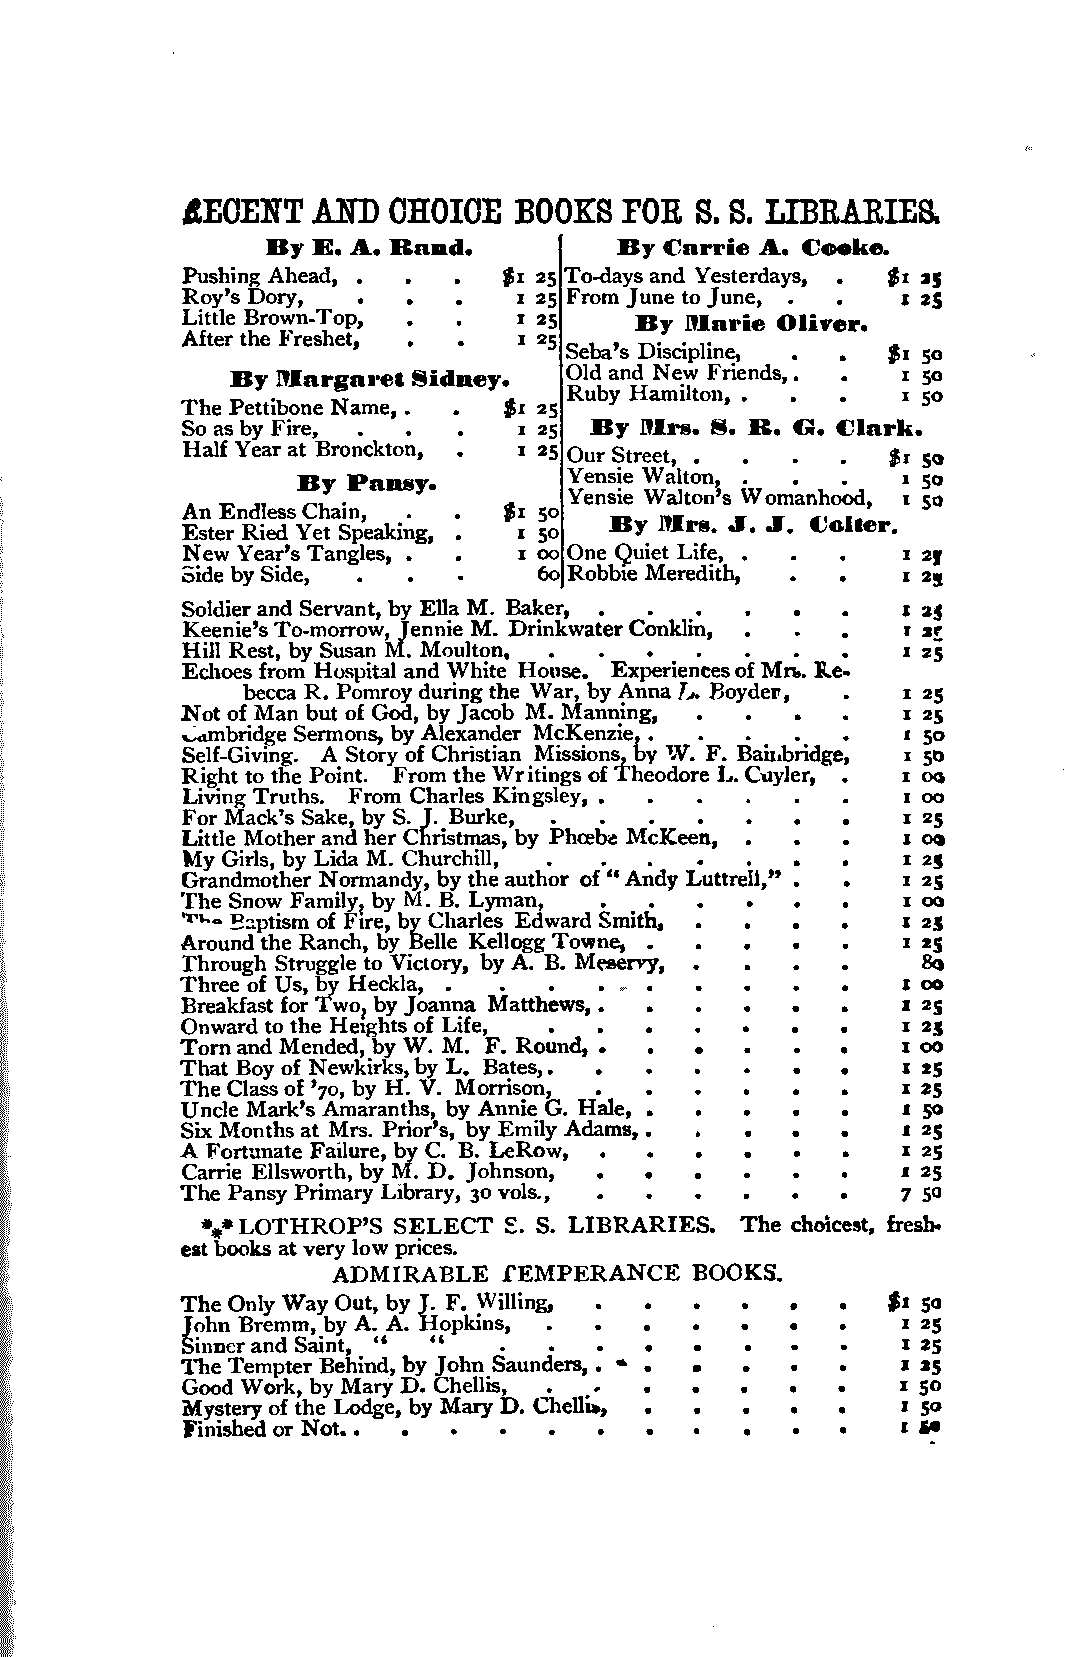 RECENT AND CHOICE BOOKS FOR S. S. LIBRARIES.
By E. A. Rand.
Pushing Ahead, . . . $1 25
Roy's Dory, . . . 1 25
Little Brown-Top, . . 1 25
After the Freshet, . . 1 25
By Margaret Sidney.
The Pettibone Name, . . $1 25
So as by Fire, . . . 1 25
Half Year at Bronckton, . 1 25
By Pansy.
An Endless Chain, . . $1 50
Ester Ried Yet Speaking, . 1 50
New Year's Tangles, . . 1 00
Side by Side, . . . 60
By Carrie A. Cooke.
To-days and Yesterdays, . $1 25
From June to June, . . 1 25
By Marie Oliver.
Seba's Discipline, . . $1 50
Old and New Friends, . . 1 50
Ruby Hamilton, . . . 1 50
By Mrs. S. R. G. Clark.
Our Street, . . . . $1 50
Yensie Walton, . . . 1 50
Yensie Walton's Womanhood, 1 50
By Mrs. J. J. Colter.
One Quiet Life, . . . 1 25
Robbie Meredith, . . 1 25
Soldier and Servant, by Ella M. Baker, . . . . . . 1 25
Keenie's To-morrow, Jennie M. Drinkwater Conklin, . . . 1 25
Hill Rest, by Susan M. Moulton, . . . . . . . 1 25
Echoes from Hospital and White House. Experiences of Mrs. Re-
becca R. Pomroy during the War, by Anna L. Boyden, . 1 25
Not of Man but of God, by Jacob M. Manning, . . . . 1 25
Cambridge Sermons, by Alexander McKenzie, . . . . . 1 50
Self-Giving. A Story of Christian Missions, by W. F. Bainbridge, 1 50
Right to the Point. From the Writings of Theodore L. Cuyler, . 1 00
Living Truths. From Charles Kingsley, . . . . . . 1 00
For Mack's Sake, by S. J. Burke, . . . . . . . 1 25
Little Mother and her Christmas, by Phœbe McKeen, . . . 1 00
My Girls, by Lida M. Churchill, . . . . . . . 1 25
Grandmother Normandy, by the author of "Andy Luttrell," . . 1 25
The Snow Family, by M. B. Lyman, . . . . . . 1 00
The Baptism of Fire, by Charles Edward Smith, . . . . 1 25
Around the Ranch, by Belle Kellogg Towne, . . . . . 1 25
Through Struggle to Victory, by A. B. Meservy, . . . . 80
Three of Us, by Heckla, . . . . . . . . . 1 00
Breakfast for Two, by Joanna Matthews, . . . . . . 1 25
Onward to the Heights of Life, . . . . . . . 1 25
Torn and Mended, by W. M. F. Round, . . . . . . 1 00
That Boy of Newkirks, by L. Bates, . . . . . . . 1 25
The Class of '70, by H. V. Morrison, . . . . . . 1 25
Uncle Mark's Amaranths, by Annie G. Hale, . . . . . 1 50
Six Months at Mrs. Prior's, by Emily Adams, . . . . . 1 25
A Fortunate Failure, by C. B. LeRow, . . . . . . 1 25
Carrie Ellsworth, by M. D. Johnson, . . . . . . 1 25
The Pansy Primary Library, 30 vols., . . . . . . 7 50
*** LOTHROP'S SELECT S. S. LIBRARIES. The choicest, fresh-
est books at very low prices.
ADMIRABLE TEMPERANCE BOOKS.
The Only Way Out, by J. F. Willing, . . . . . . $1 50
John Bremm, by A. A. Hopkins, . . . . . . . 1 25
Sinner and Saint, " " . . . . . . . . 1 25
The Tempter Behind, by John Saunders, . . . . . . . 1 25
Good Work, by Mary D. Chellis, . . . . . . . 1 50
Mystery of the Lodge, by Mary D. Chellis, . . . . . 1 50
Finished or Not. . . . . . . . . . . . 1